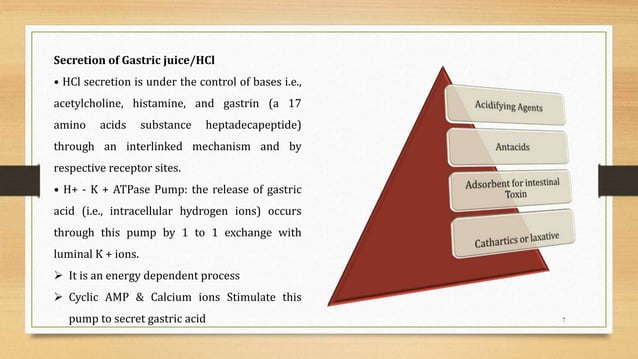 Secretion of Gastric juice/HCl
• HCl secretion is under the control of bases i.e.,
acetylcholine, histamine, and gastrin (a 17
amino acids substance heptadecapeptide)
through an interlinked mechanism and by
respective receptor sites.
• H+ - K + ATPase Pump: the release of gastric
acid (i.e., intracellular hydrogen ions) occurs
through this pump by 1 to 1 exchange with
luminal K + ions.
➢ It is an energy dependent process
➢ Cyclic AMP & Calcium ions Stimulate this
pump to secret gastric acid
Acidifying Agents
Antacids
Adsorbent for intestinal
Toxin
Cathartics or laxative
7